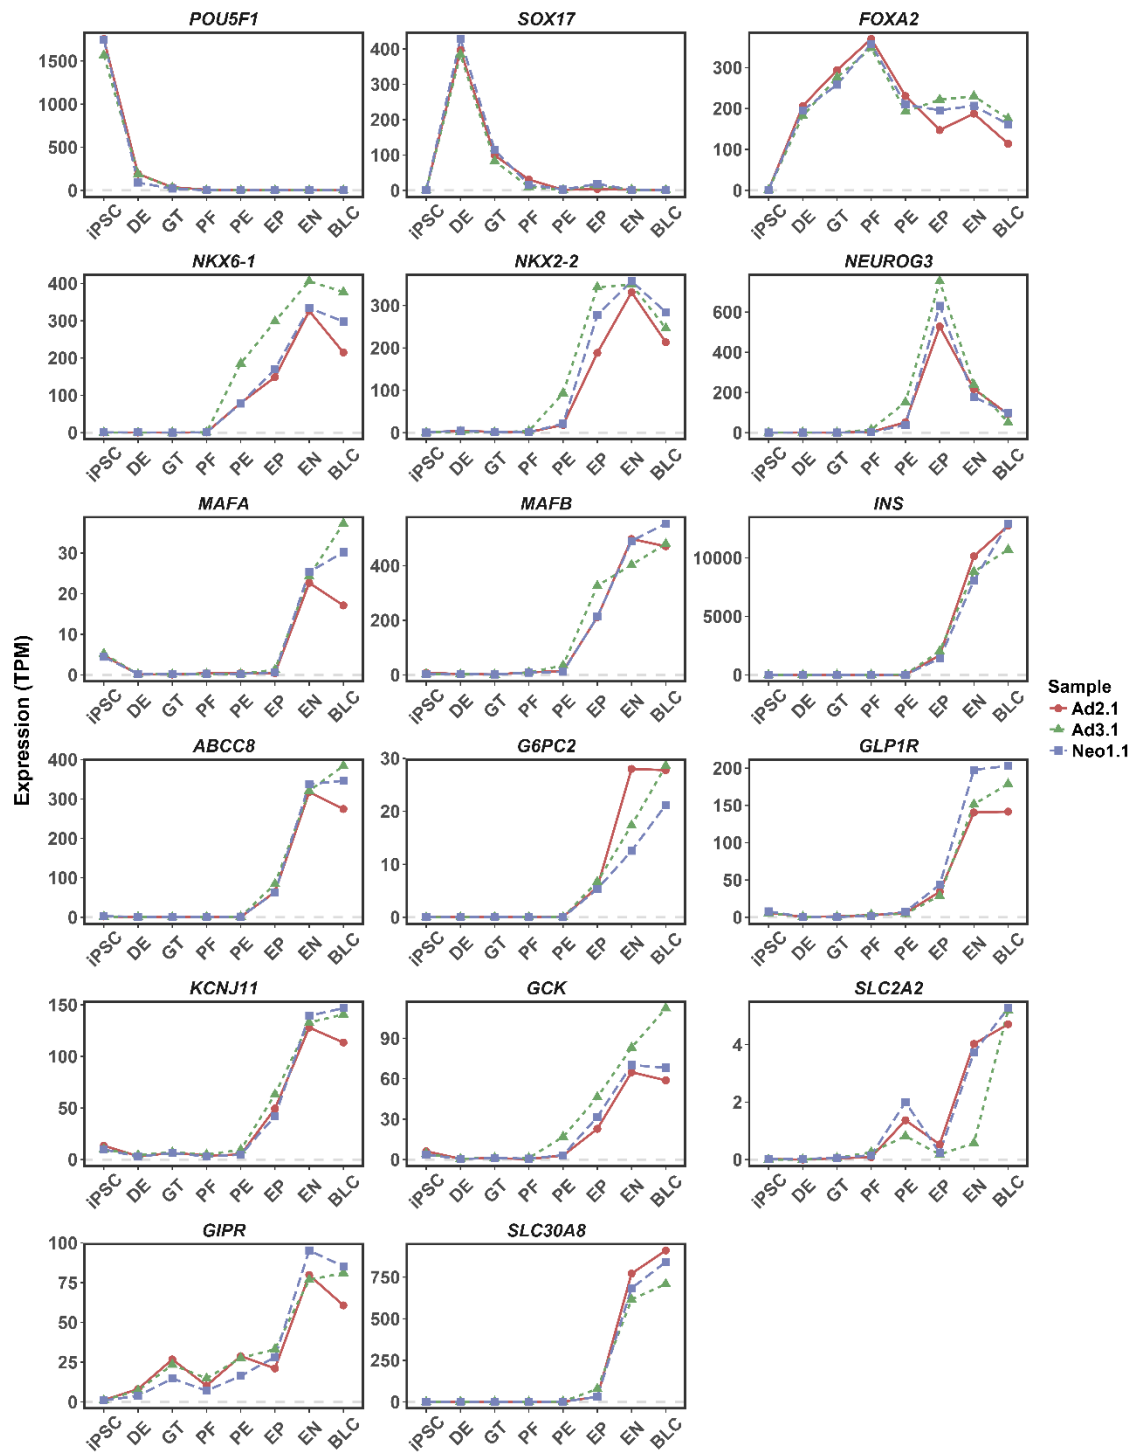 POU5F1 SOX17 FOXA2
1500
1000
500
0
400
300
200
100
0
300
200
100
0
iPSC DE GT PF PE EP EN BLC
iPSC DE GT PF PE EP EN BLC
iPSC DE GT PF PE EP EN BLC
NKX6-1 NKX2-2 NEUROG3
400
300
200
100
0
300
200
100
0
600
400
200
0
iPSC DE GT PF PE EP EN BLC
iPSC DE GT PF PE EP EN BLC
iPSC DE GT PF PE EP EN BLC
MAFA MAFB INS
30
20
10
0
400
200
0
10000
5000
0
iPSC DE GT PF PE EP EN BLC
iPSC DE GT PF PE EP EN BLC
iPSC DE GT PF PE EP EN BLC
Expression (TPM)
Sample
Ad2.1
Ad3.1
Neo1.1
ABCC8 G6PC2 GLP1R
400
300
200
100
0
30
20
10
0
200
150
100
50
0
iPSC DE GT PF PE EP EN BLC
iPSC DE GT PF PE EP EN BLC
iPSC DE GT PF PE EP EN BLC
KCNJ11 GCK SLC2A2
150
100
50
0
90
60
30
0
4
2
0
iPSC DE GT PF PE EP EN BLC
iPSC DE GT PF PE EP EN BLC
iPSC DE GT PF PE EP EN BLC
GIPR SLC30A8
100
75
50
25
0
750
500
250
0
iPSC DE GT PF PE EP EN BLC
iPSC DE GT PF PE EP EN BLC